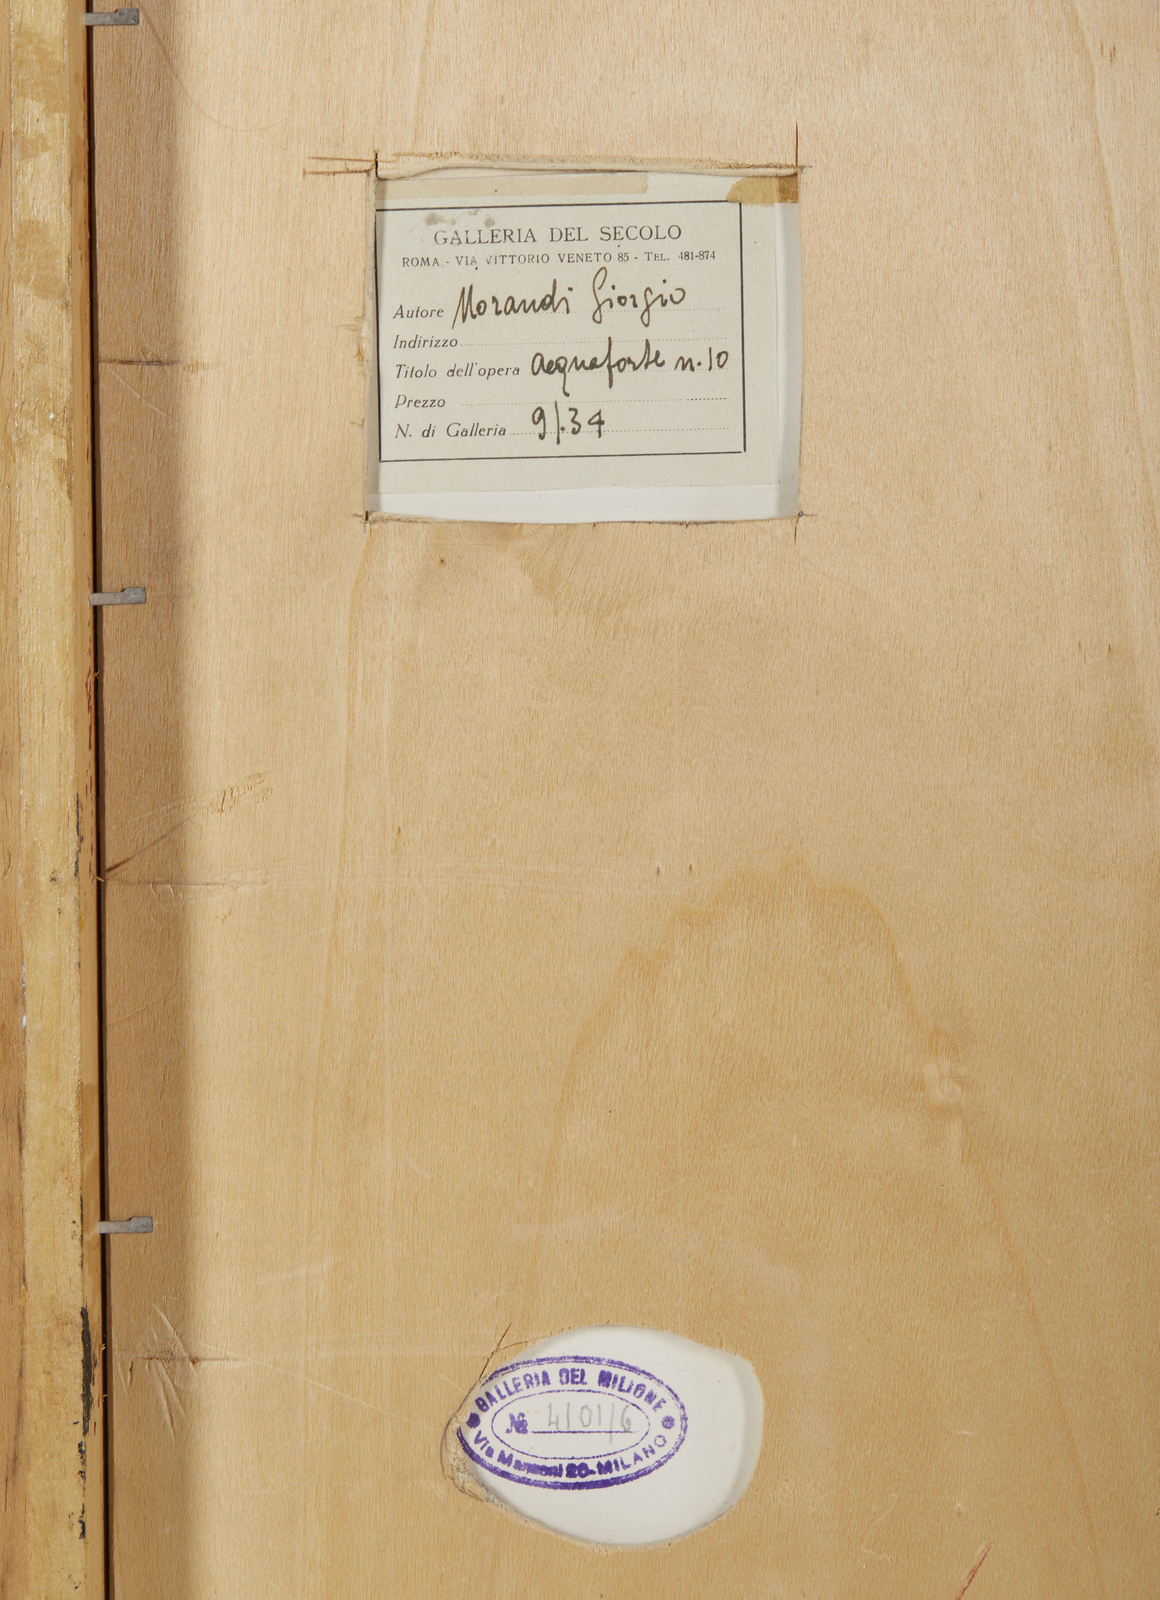 GALLERIA DEL SECOLO
ROMA - VIA VITTORIO VENETO 85 - TEL. 481-874
Autore Morandi Giorgio
Indirizzo
Titolo dell'opera acquaforte n. 10
Prezzo
N. di Galleria 9/.34
GALLERIA DEL MILIONE
№ 4101/6
Via Manzoni 26 - MILANO